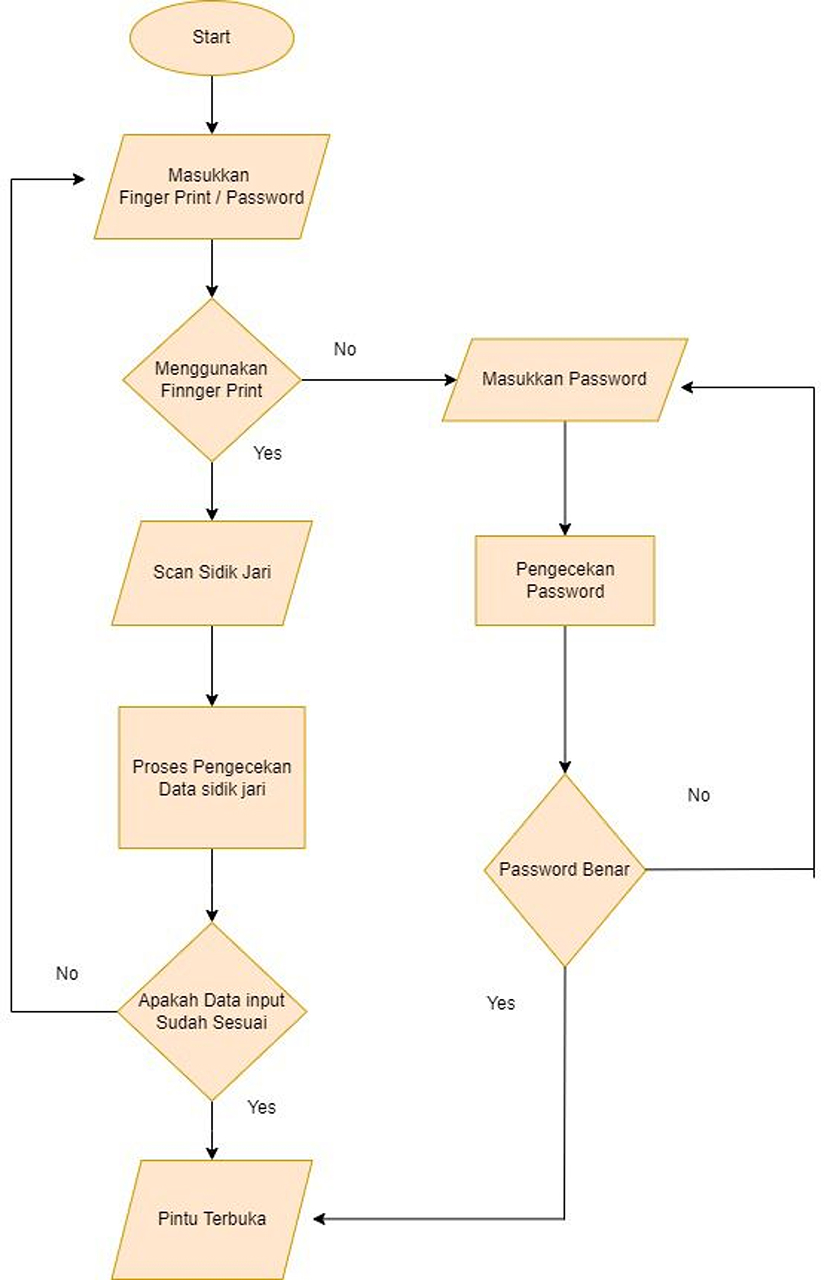 Start
Masukkan
Finger Print / Password
Menggunakan
Finnger Print
No
Masukkan Password
Yes
Scan Sidik Jari
Pengecekan
Password
Proses Pengecekan
Data sidik jari
No
Password Benar
No
Apakah Data input
Sudah Sesuai
Yes
Yes
Pintu Terbuka